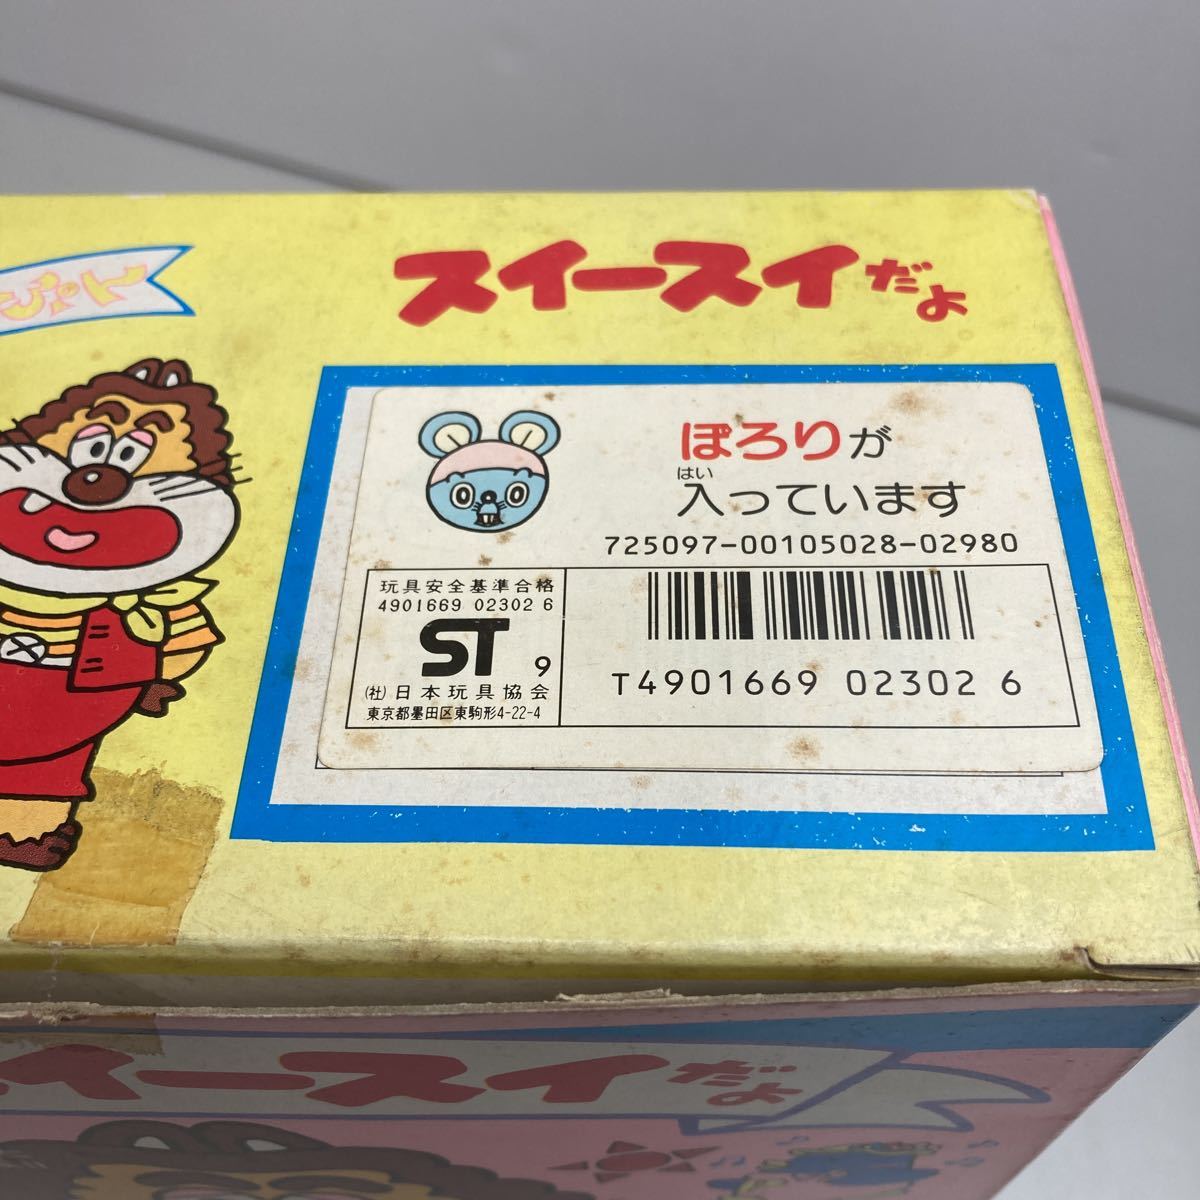 スイースイだよ
ぽろりが
はい
入っています
725097-00105028-02980
玩具安全基準合格
4901669 02302 6
ST 9
(社)日本玩具協会
東京都墨田区東駒形4-22-4
T4901669 02302 6
イースイだよ